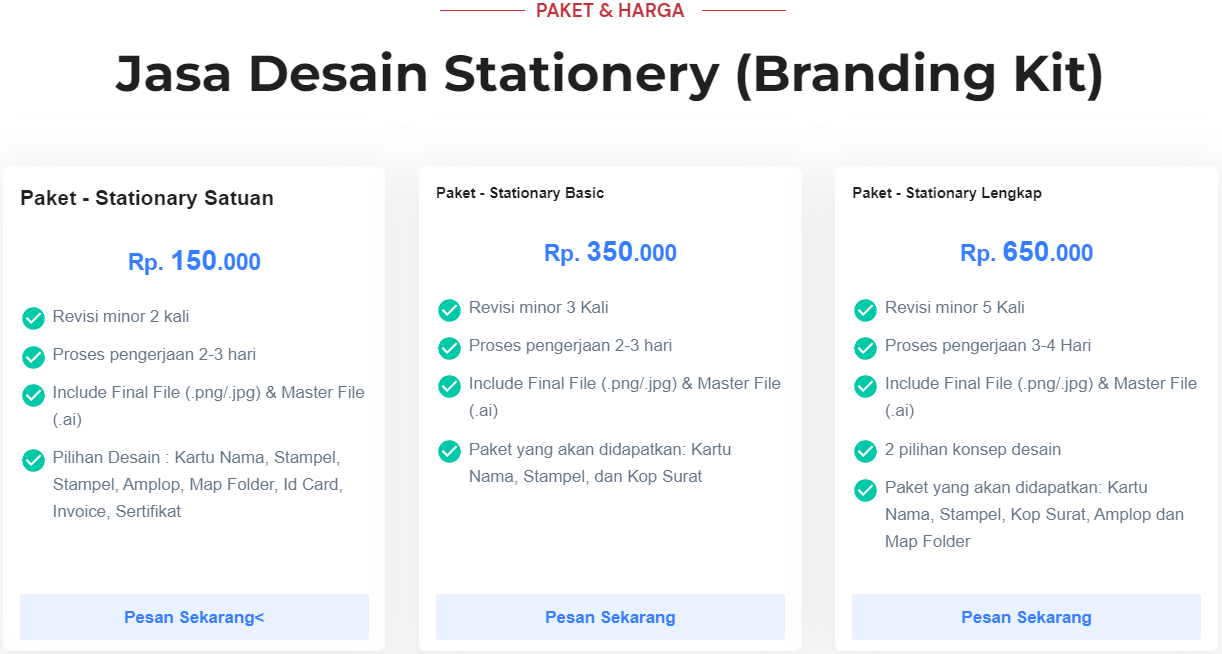 PAKET & HARGA
Jasa Desain Stationery (Branding Kit)
Paket - Stationary Satuan
Rp. 150.000
Revisi minor 2 kali
Proses pengerjaan 2-3 hari
Include Final File (.png/.jpg) & Master File
(.ai)
Pilihan Desain : Kartu Nama, Stampel,
Stampel, Amplop, Map Folder, Id Card,
Invoice, Sertifikat
Pesan Sekarang<
Paket - Stationary Basic
Rp. 350.000
Revisi minor 3 Kali
Proses pengerjaan 2-3 hari
Include Final File (.png/.jpg) & Master File
(.ai)
Paket yang akan didapatkan: Kartu
Nama, Stampel, dan Kop Surat
Pesan Sekarang
Paket - Stationary Lengkap
Rp. 650.000
Revisi minor 5 Kali
Proses pengerjaan 3-4 Hari
Include Final File (.png/.jpg) & Master File
(.ai)
2 pilihan konsep desain
Paket yang akan didapatkan: Kartu
Nama, Stampel, Kop Surat, Amplop dan
Map Folder
Pesan Sekarang